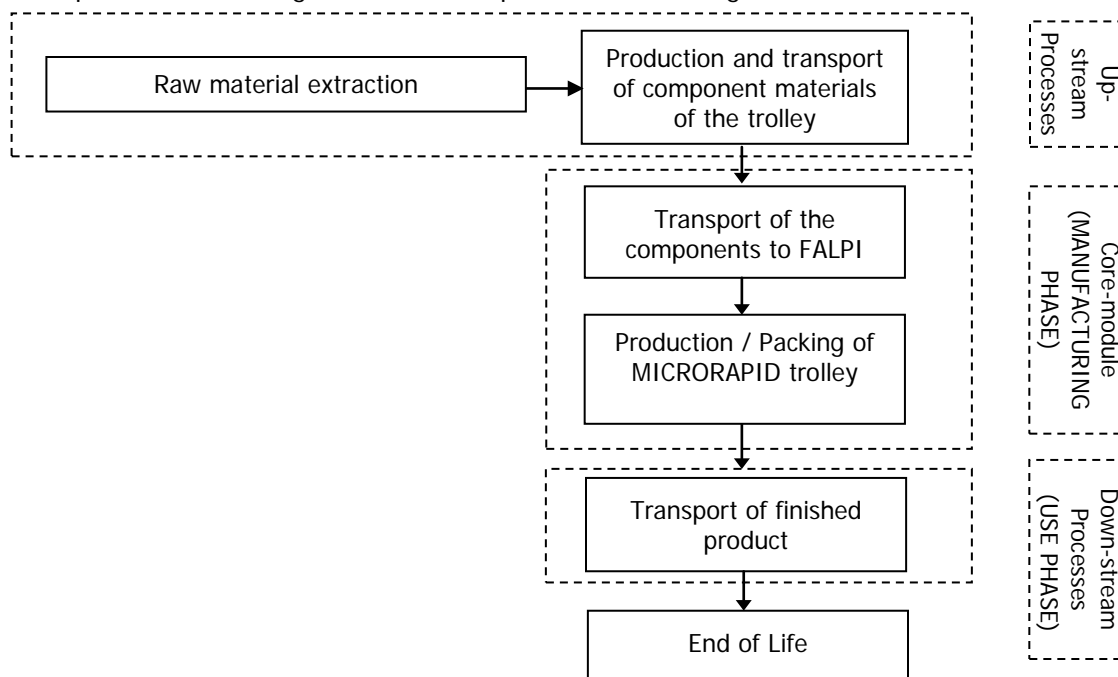 Raw material extraction
Production and transport
of component materials
of the trolley
Up-
stream
Processes
Transport of the
components to FALPI
Production / Packing of
MICRORAPID trolley
Core-module
(MANUFACTURING
PHASE)
Transport of finished
product
Down-stream
Processes
(USE PHASE)
End of Life